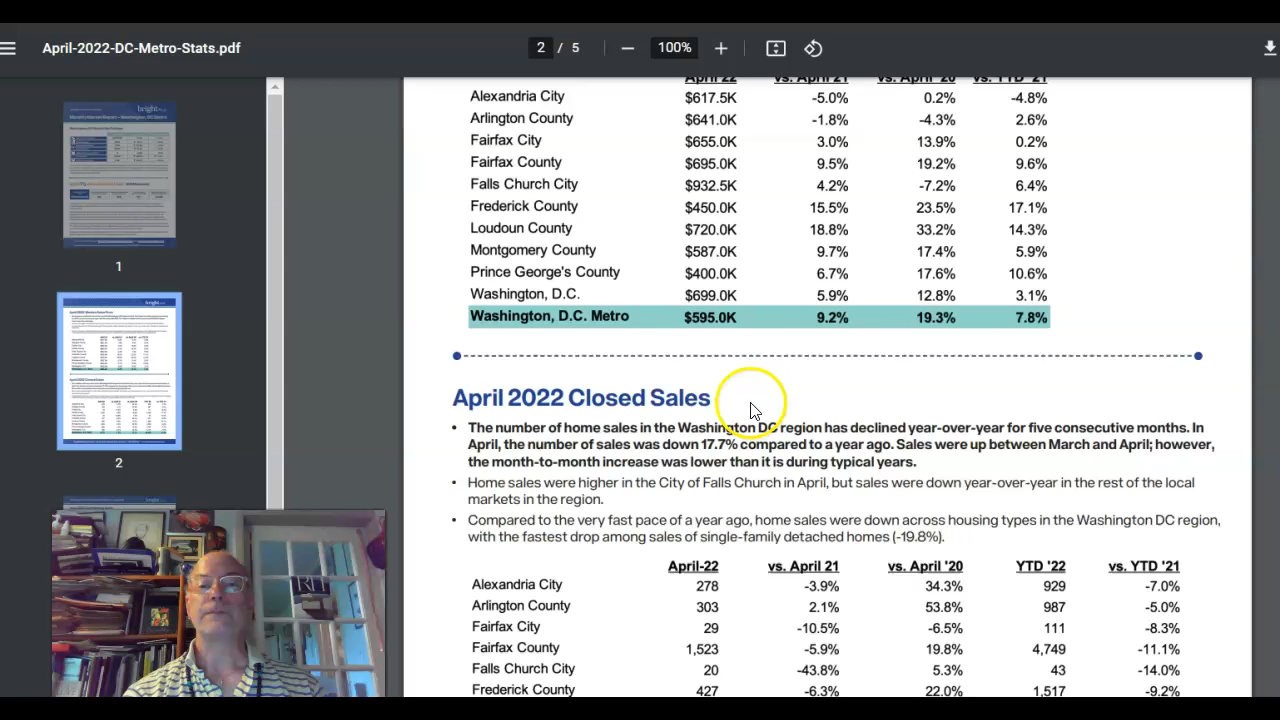 April-2022-DC-Metro-Stats.pdf 2 / 5 100%
April 22 vs. April 21 vs. April '20 vs. YTD '21
Alexandria City $617.5K -5.0% 0.2% -4.8%
Arlington County $641.0K -1.8% -4.3% 2.6%
Fairfax City $655.0K 3.0% 13.9% 0.2%
Fairfax County $695.0K 9.5% 19.2% 9.6%
Falls Church City $932.5K 4.2% -7.2% 6.4%
Frederick County $450.0K 15.5% 23.5% 17.1%
Loudoun County $720.0K 18.8% 33.2% 14.3%
Montgomery County $587.0K 9.7% 17.4% 5.9%
Prince George's County $400.0K 6.7% 17.6% 10.6%
Washington, D.C. $699.0K 5.9% 12.8% 3.1%
Washington, D.C. Metro $595.0K 9.2% 19.3% 7.8%
April 2022 Closed Sales
• The number of home sales in the Washington DC region has declined year-over-year for five consecutive months. In
April, the number of sales was down 17.7% compared to a year ago. Sales were up between March and April; however,
the month-to-month increase was lower than it is during typical years.
• Home sales were higher in the City of Falls Church in April, but sales were down year-over-year in the rest of the local
markets in the region.
• Compared to the very fast pace of a year ago, home sales were down across housing types in the Washington DC region,
with the fastest drop among sales of single-family detached homes (-19.8%).
April-22 vs. April 21 vs. April '20 YTD '22 vs. YTD '21
Alexandria City 278 -3.9% 34.3% 929 -7.0%
Arlington County 303 2.1% 53.8% 987 -5.0%
Fairfax City 29 -10.5% -6.5% 111 -8.3%
Fairfax County 1,523 -5.9% 19.8% 4,749 -11.1%
Falls Church City 20 -43.8% 5.3% 43 -14.0%
Frederick County 427 -6.3% 22.0% 1,517 -9.2%
bright
1
2